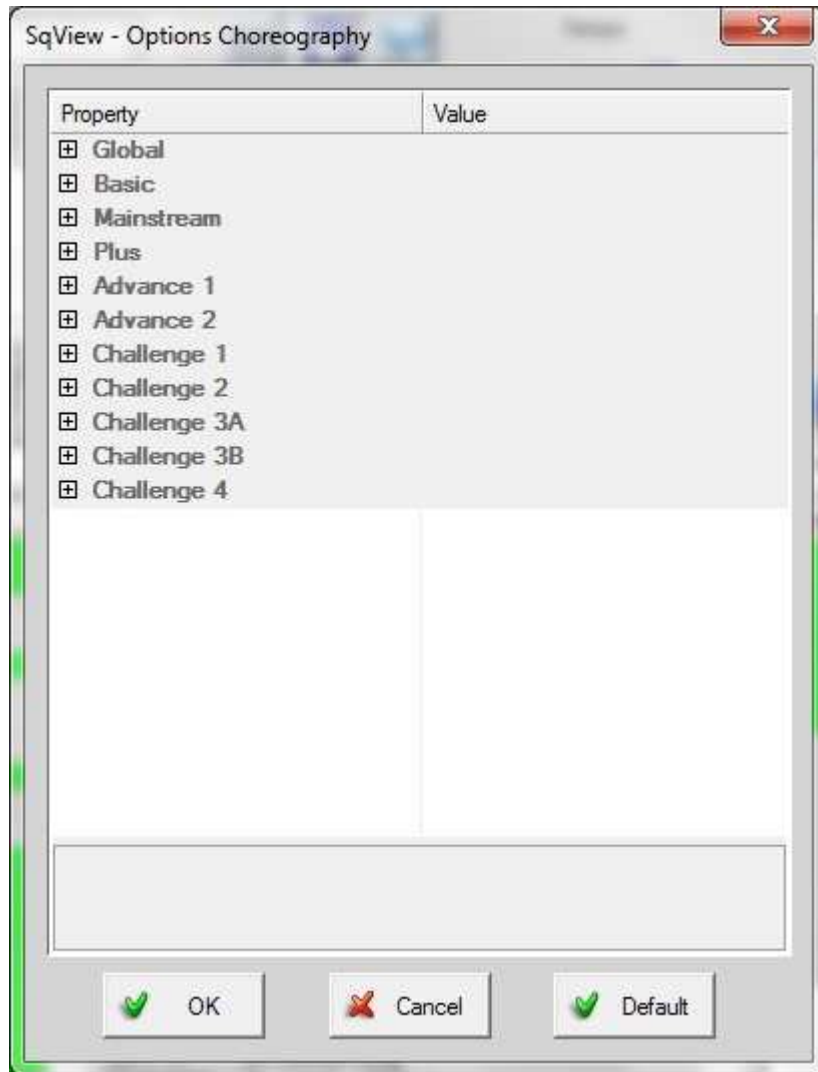 SqView - Options Choreography
Property Value
Global
Basic
Mainstream
Plus
Advance 1
Advance 2
Challenge 1
Challenge 2
Challenge 3A
Challenge 3B
Challenge 4
OK Cancel Default